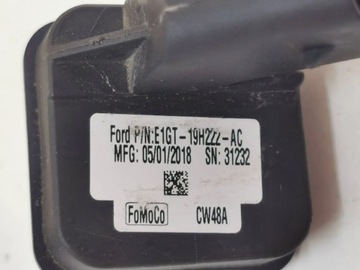 Ford P/N:E1GT-19H222-AC
MFG: 05/01/2018 SN: 31232
FoMoCo CW48A